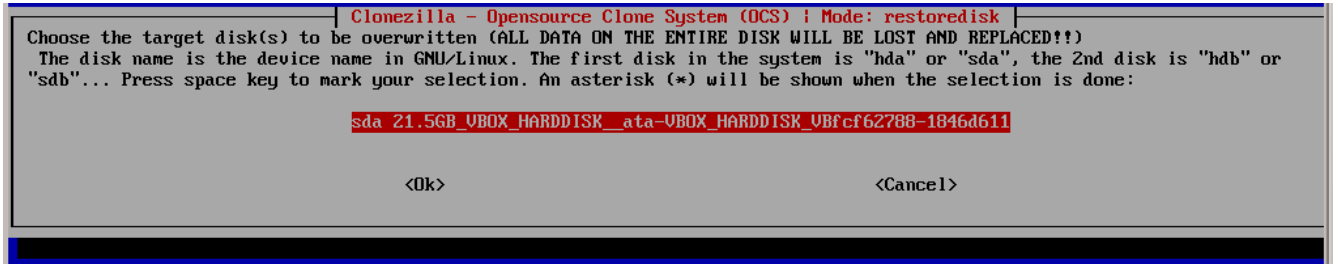 Clonezilla - Opensource Clone System (OCS) | Mode: restoredisk
Choose the target disk(s) to be overwritten (ALL DATA ON THE ENTIRE DISK WILL BE LOST AND REPLACED!!)
The disk name is the device name in GNU/Linux. The first disk in the system is "hda" or "sda", the 2nd disk is "hdb" or
"sdb"... Press space key to mark your selection. An asterisk (*) will be shown when the selection is done:
sda 21.5GB_VBOX_HARDDISK__ata-VBOX_HARDDISK_VBfcf62788-1846d611
<Ok> <Cancel>